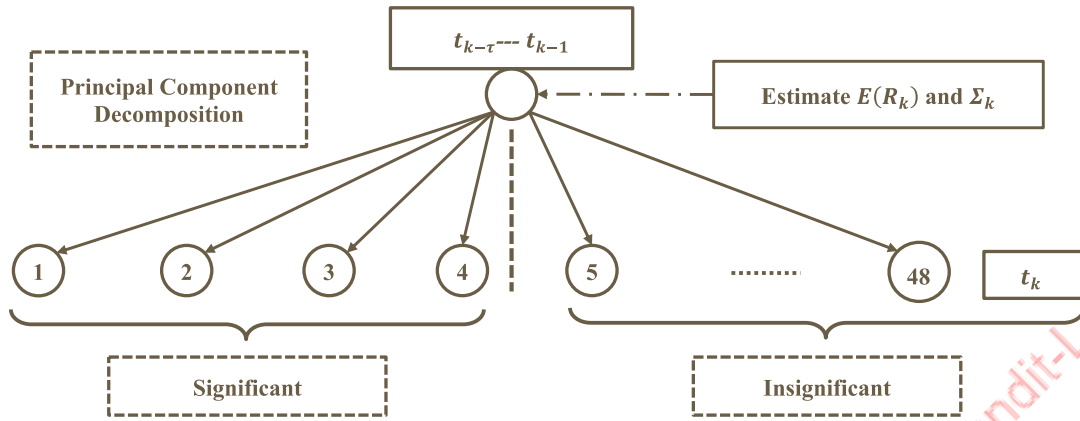 t_{k−τ}--- t_{k−1}
Principal Component
Decomposition
Estimate E(R_k) and Σ_k
1 2 3 4 5 ........... 48 t_k
Significant
Insignificant
ndit-L